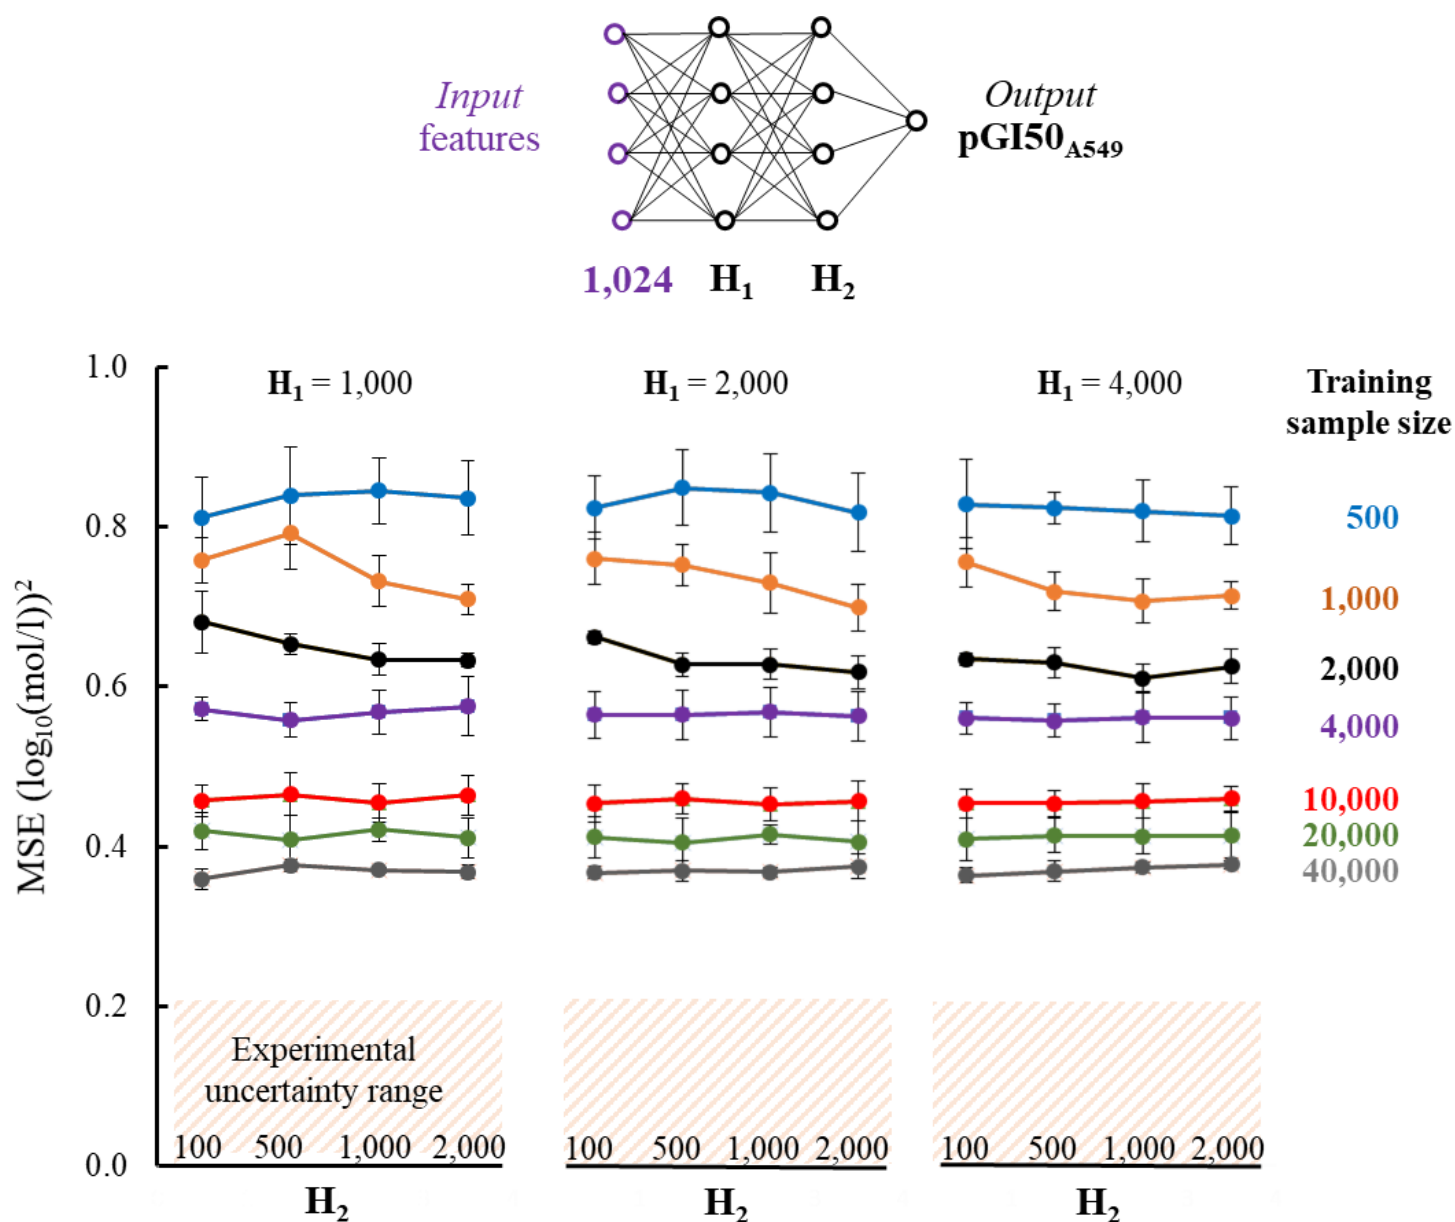 Input
features
Output
pGI50A549
1,024
H1
H2
MSE (log10(mol/l))2
1.0
0.8
0.6
0.4
0.2
0.0
H1 = 1,000
H1 = 2,000
H1 = 4,000
Training
sample size
500
1,000
2,000
4,000
10,000
20,000
40,000
Experimental
uncertainty range
100 500 1,000 2,000
100 500 1,000 2,000
100 500 1,000 2,000
H2
H2
H2